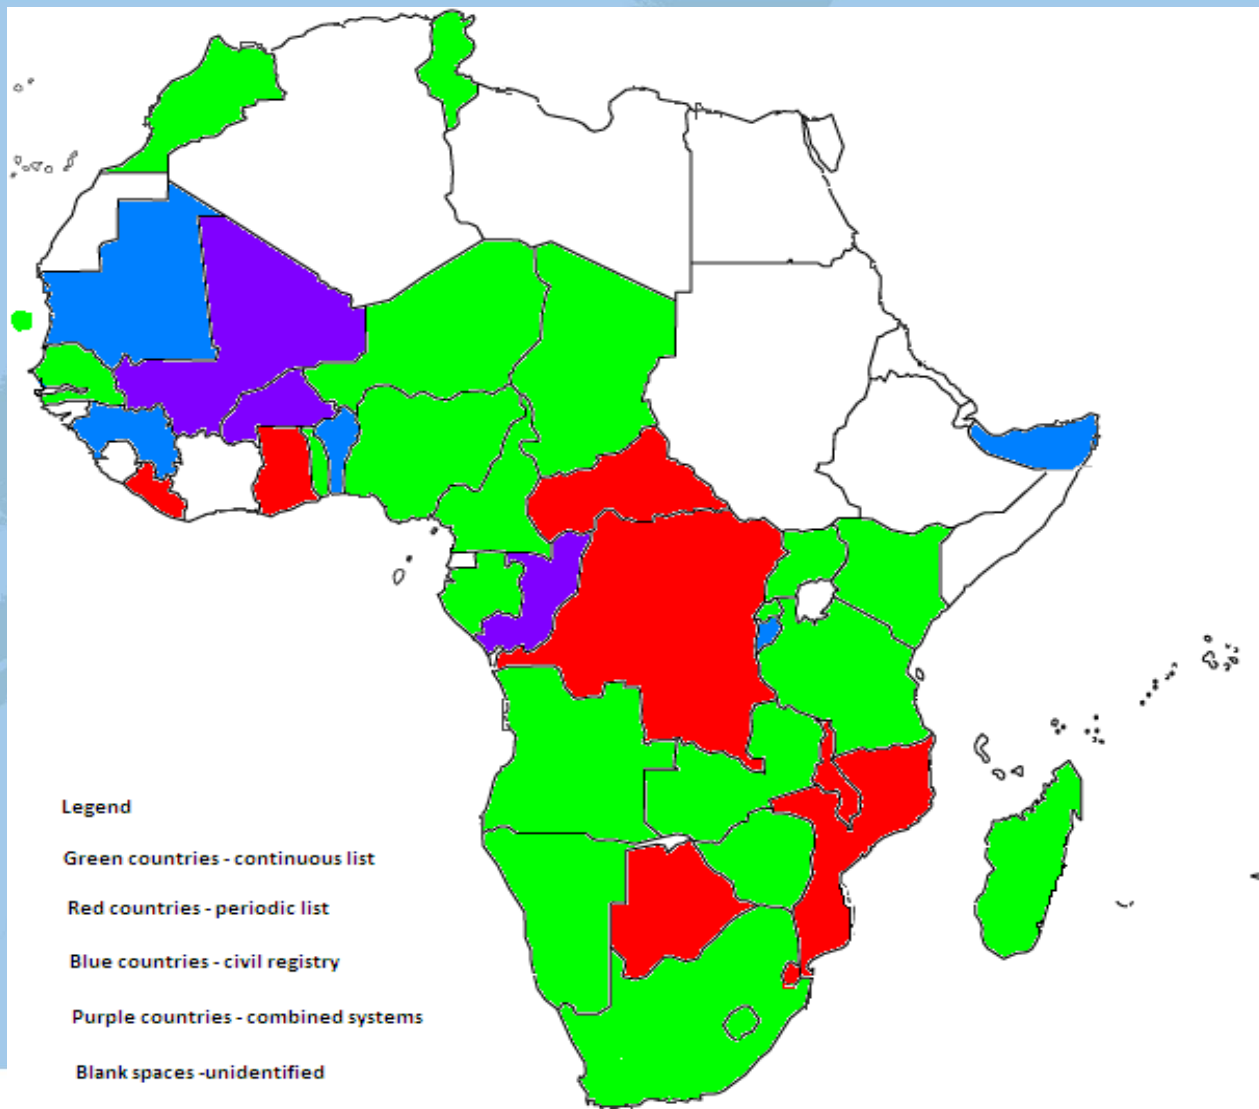 Legend
Green countries - continuous list
Red countries - periodic list
Blue countries - civil registry
Purple countries - combined systems
Blank spaces -unidentified